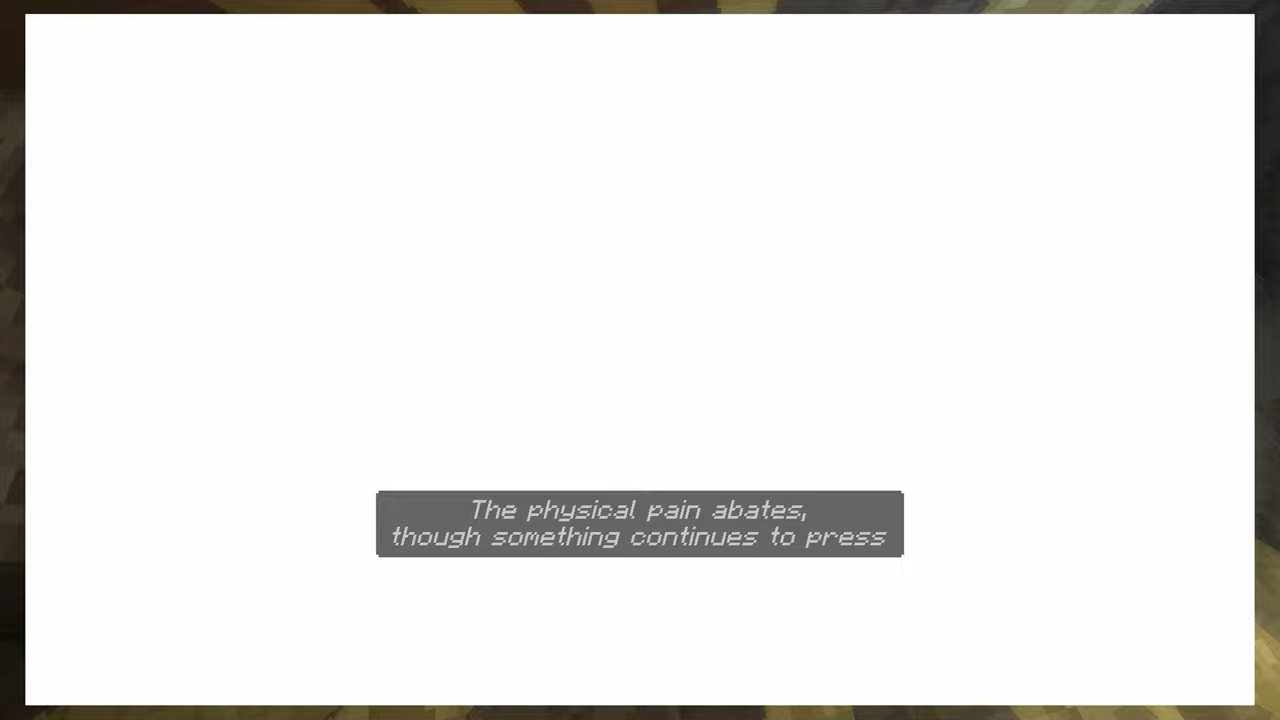 The physical pain abates,
though something continues to press